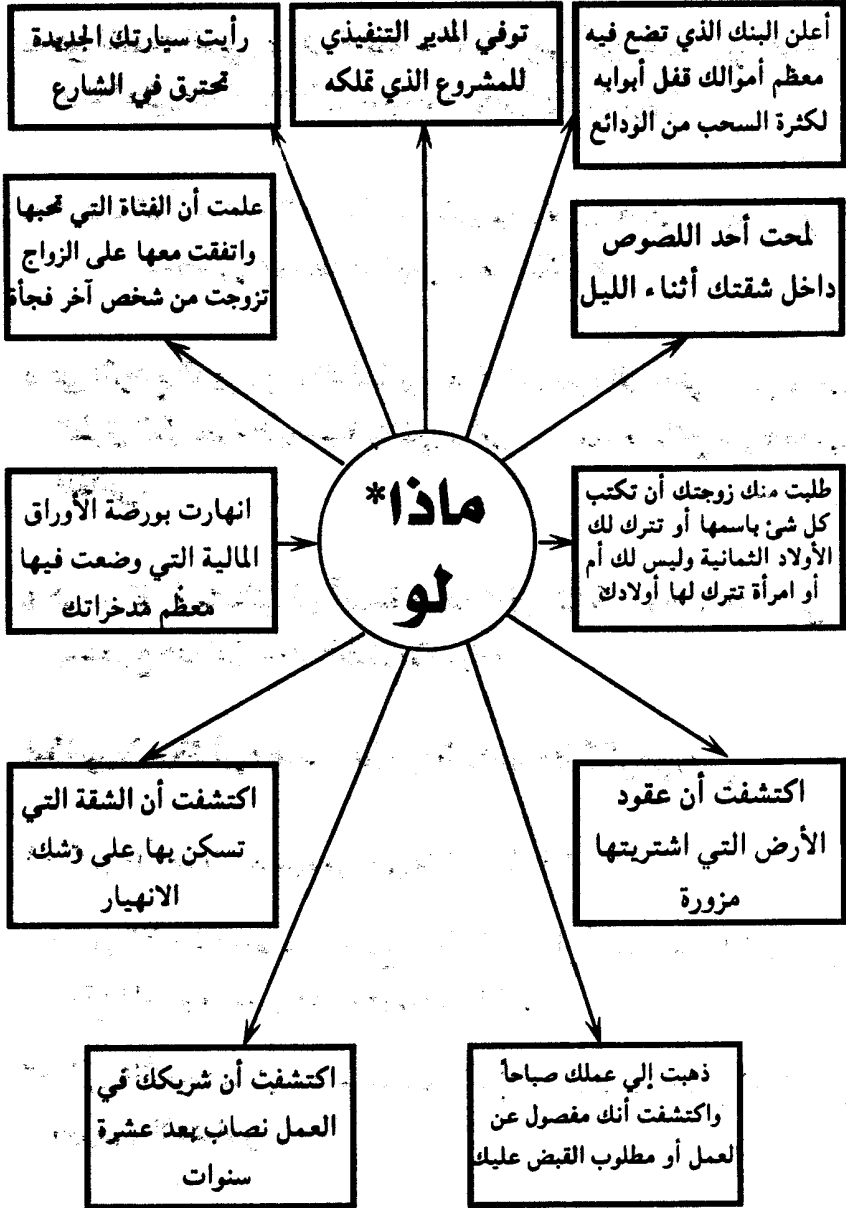 أعلن البنك الذي تضع فيه
معظم أموالك قفل أبوابه
لكثرة السحب من الودائع
توفي المدير التنفيذي
للمشروع الذي تملكه
رأيت سيارتك الجديدة
تحترق في الشارع
لمحت أحد اللصوص
داخل شقتك أثناء الليل
علمت أن الفتاة التي تحبها
واتفقت معها على الزواج
تزوجت من شخص آخر فجأة
ماذا*
لو
طلبت منك زوجتك أن تكتب
كل شئ باسمها أو تترك لك
الأولاد الثمانية وليس لك أم
أو امرأة تترك لها أولادك
انهارت بورصة الأوراق
المالية التي وضعت فيها
معظم مدخراتك
اكتشفت أن عقود
الأرض التي اشتريتها
مزورة
اكتشفت أن الشقة التي
تسكن بها على وشك
الانهيار
ذهبت إلي عملك صباحاً
واكتشفت أنك مفصول عن
لعمل أو مطلوب القبض عليك
اكتشفت أن شريكك في
العمل نصاب بعد عشرة
سنوات